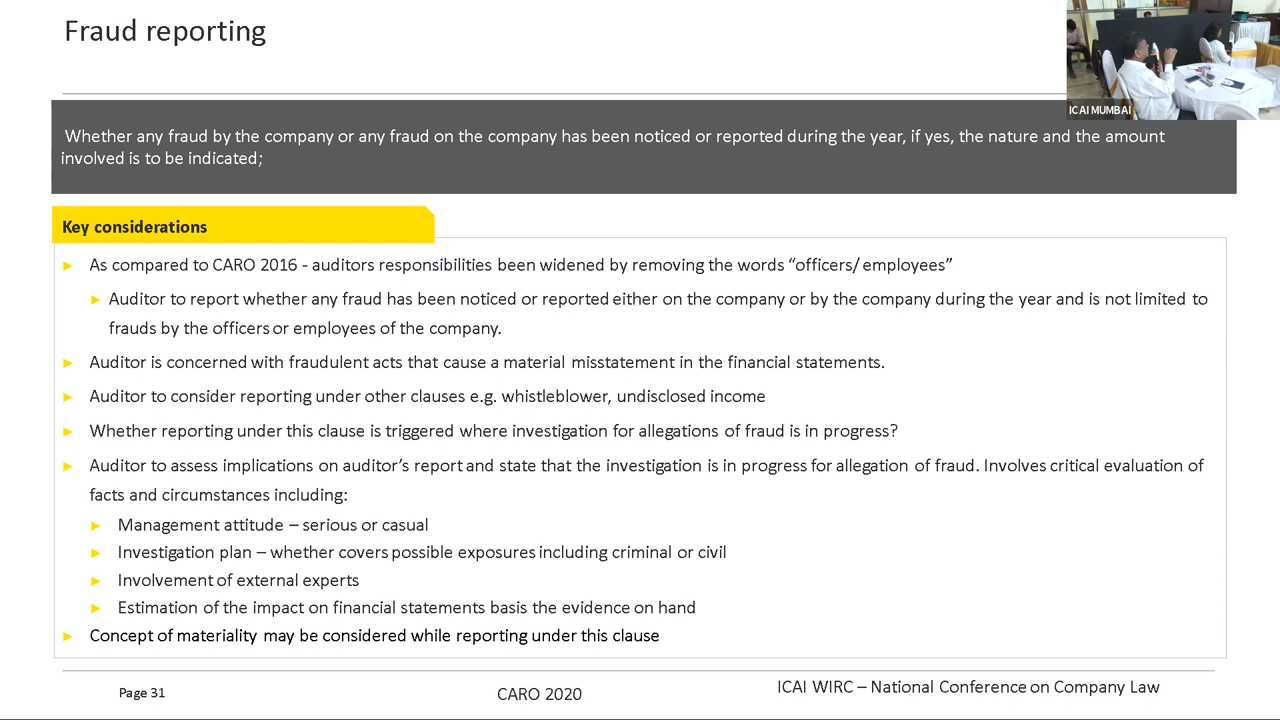 Fraud reporting
ICAI MUMBAI
Whether any fraud by the company or any fraud on the company has been noticed or reported during the year, if yes, the nature and the amount
involved is to be indicated;
Key considerations
► As compared to CARO 2016 - auditors responsibilities been widened by removing the words “officers/ employees”
► Auditor to report whether any fraud has been noticed or reported either on the company or by the company during the year and is not limited to
frauds by the officers or employees of the company.
► Auditor is concerned with fraudulent acts that cause a material misstatement in the financial statements.
► Auditor to consider reporting under other clauses e.g. whistleblower, undisclosed income
► Whether reporting under this clause is triggered where investigation for allegations of fraud is in progress?
► Auditor to assess implications on auditor’s report and state that the investigation is in progress for allegation of fraud. Involves critical evaluation of
facts and circumstances including:
► Management attitude – serious or casual
► Investigation plan – whether covers possible exposures including criminal or civil
► Involvement of external experts
► Estimation of the impact on financial statements basis the evidence on hand
► Concept of materiality may be considered while reporting under this clause
Page 31
CARO 2020
ICAI WIRC – National Conference on Company Law